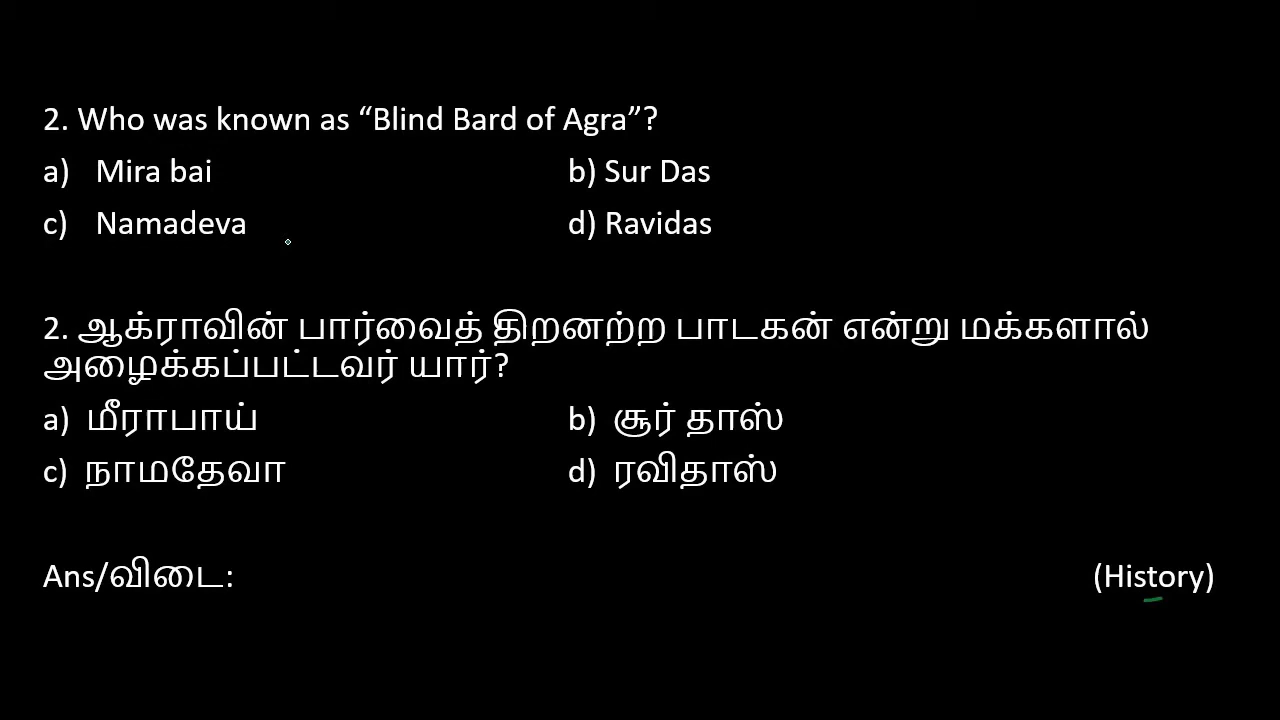 2. Who was known as “Blind Bard of Agra”?
a) Mira bai b) Sur Das
c) Namadeva d) Ravidas
2. ஆக்ராவின் பார்வைத் திறனற்ற பாடகன் என்று மக்களால்
அழைக்கப்பட்டவர் யார்?
a) மீராபாய் b) சூர் தாஸ்
c) நாமதேவா d) ரவிதாஸ்
Ans/விடை: (History)